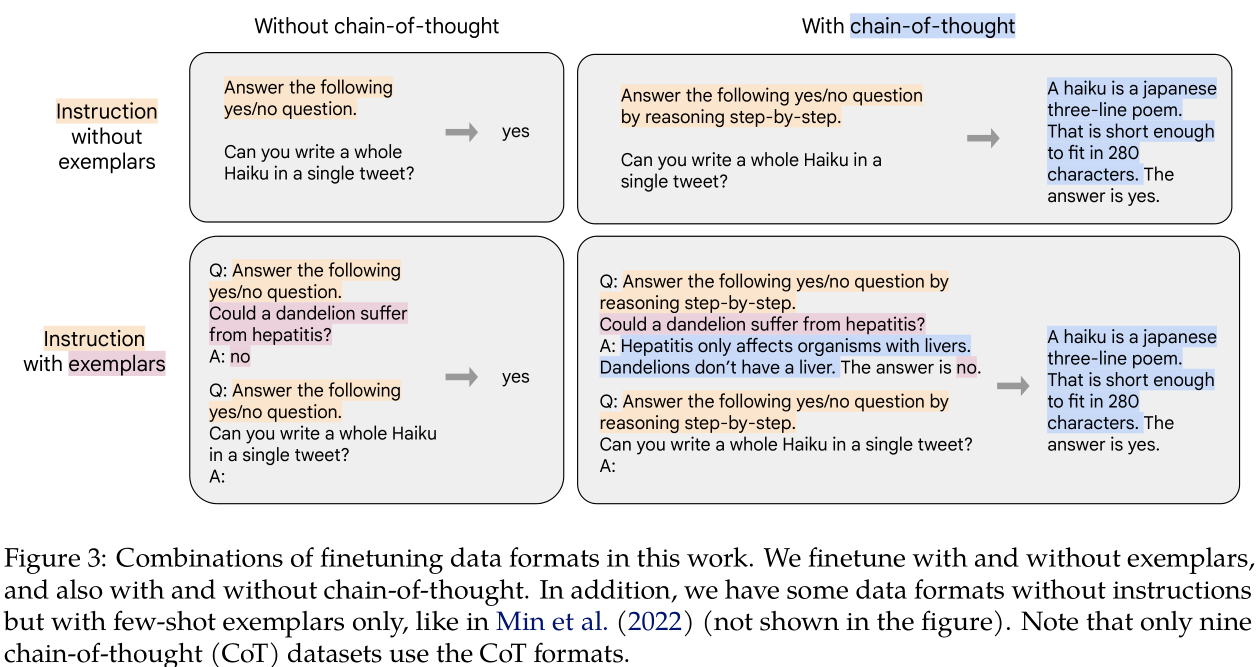 Without chain-of-thought
With chain-of-thought
Instruction
without
exemplars
Answer the following
yes/no question.
Can you write a whole
Haiku in a single tweet?
yes
Answer the following yes/no question
by reasoning step-by-step.
Can you write a whole Haiku in a
single tweet?
A haiku is a japanese
three-line poem.
That is short enough
to fit in 280
characters. The
answer is yes.
Instruction
with exemplars
Q: Answer the following
yes/no question.
Could a dandelion suffer
from hepatitis?
A: no
Q: Answer the following
yes/no question.
Can you write a whole Haiku
in a single tweet?
A:
yes
Q: Answer the following yes/no question by
reasoning step-by-step.
Could a dandelion suffer from hepatitis?
A: Hepatitis only affects organisms with livers.
Dandelions don’t have a liver. The answer is no.
Q: Answer the following yes/no question by
reasoning step-by-step.
Can you write a whole Haiku in a single tweet?
A:
A haiku is a japanese
three-line poem.
That is short enough
to fit in 280
characters. The
answer is yes.
Figure 3: Combinations of finetuning data formats in this work. We finetune with and without exemplars,
and also with and without chain-of-thought. In addition, we have some data formats without instructions
but with few-shot exemplars only, like in Min et al. (2022) (not shown in the figure). Note that only nine
chain-of-thought (CoT) datasets use the CoT formats.